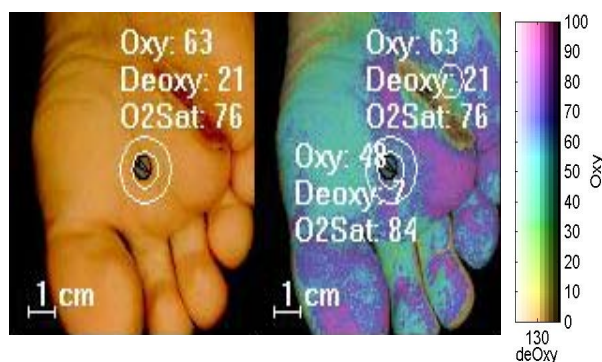 Oxy: 63
Deoxy: 21
O2Sat: 76
1 cm
Oxy: 63
Deoxy: 21
O2Sat: 76
Oxy: 48
Deoxy: 7
O2Sat: 84
1 cm
100
90
80
70
60
50
40
30
20
10
0
Oxy
130
deOxy